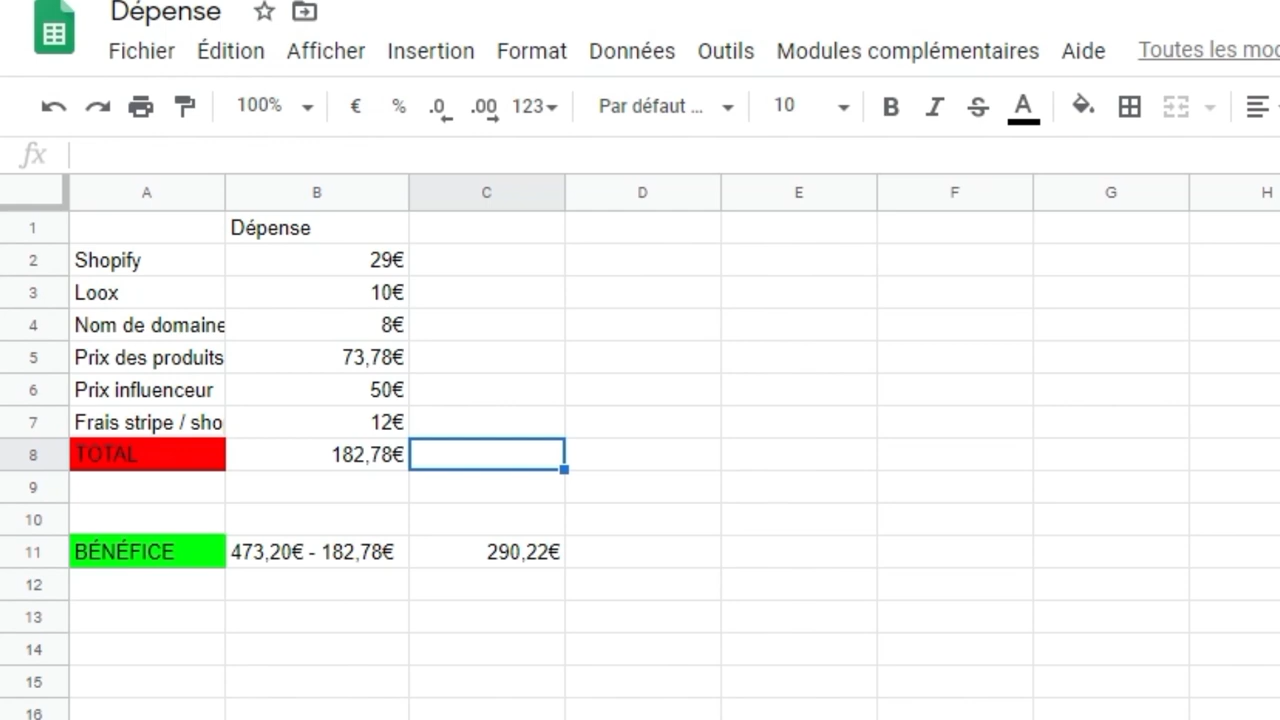 Dépense
Fichier Édition Afficher Insertion Format Données Outils Modules complémentaires Aide Toutes les mod
100% € % .0 .00 123 Par défaut ... 10 B I S A
fx
A B C D E F G H
1 Dépense
2 Shopify 29€
3 Loox 10€
4 Nom de domaine 8€
5 Prix des produits 73,78€
6 Prix influenceur 50€
7 Frais stripe / sho 12€
8 TOTAL 182,78€
9
10
11 BÉNÉFICE 473,20€ - 182,78€ 290,22€
12
13
14
15
16